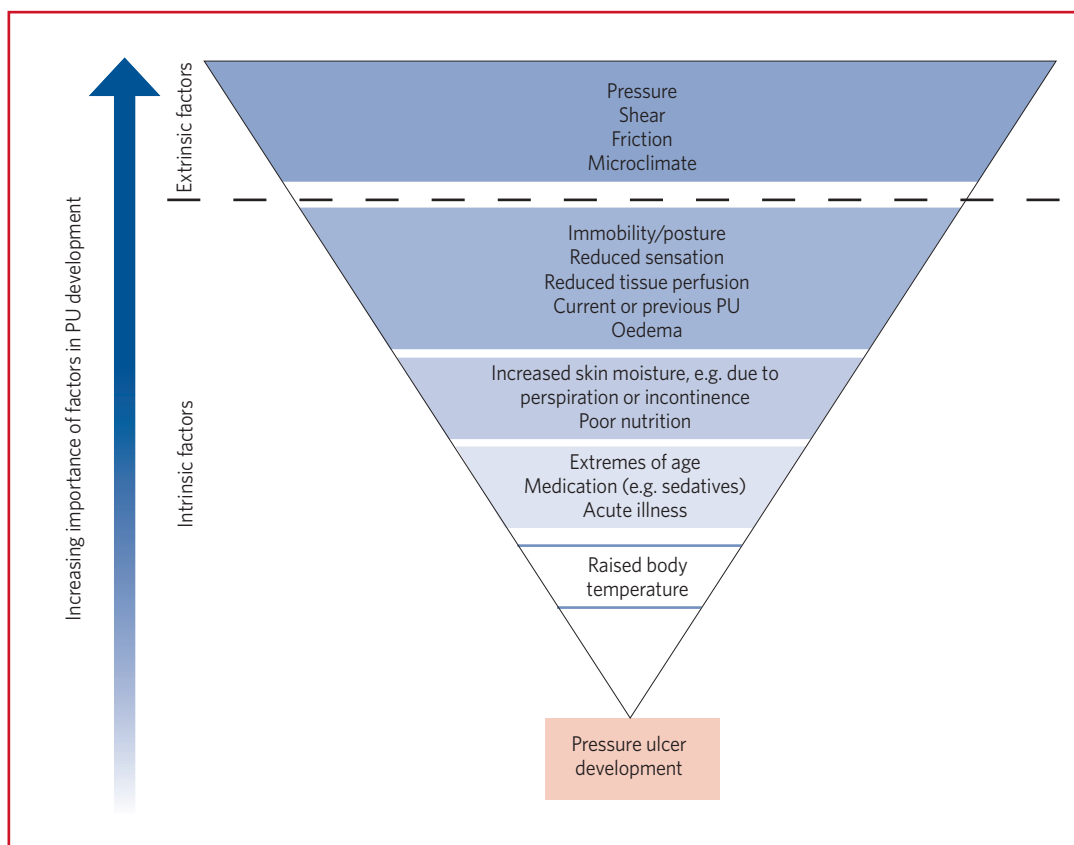 Increasing importance of factors in PU development
Extrinsic factors
Pressure
Shear
Friction
Microclimate
Intrinsic factors
Immobility/posture
Reduced sensation
Reduced tissue perfusion
Current or previous PU
Oedema
Increased skin moisture, e.g. due to
perspiration or incontinence
Poor nutrition
Extremes of age
Medication (e.g. sedatives)
Acute illness
Raised body
temperature
Pressure ulcer
development